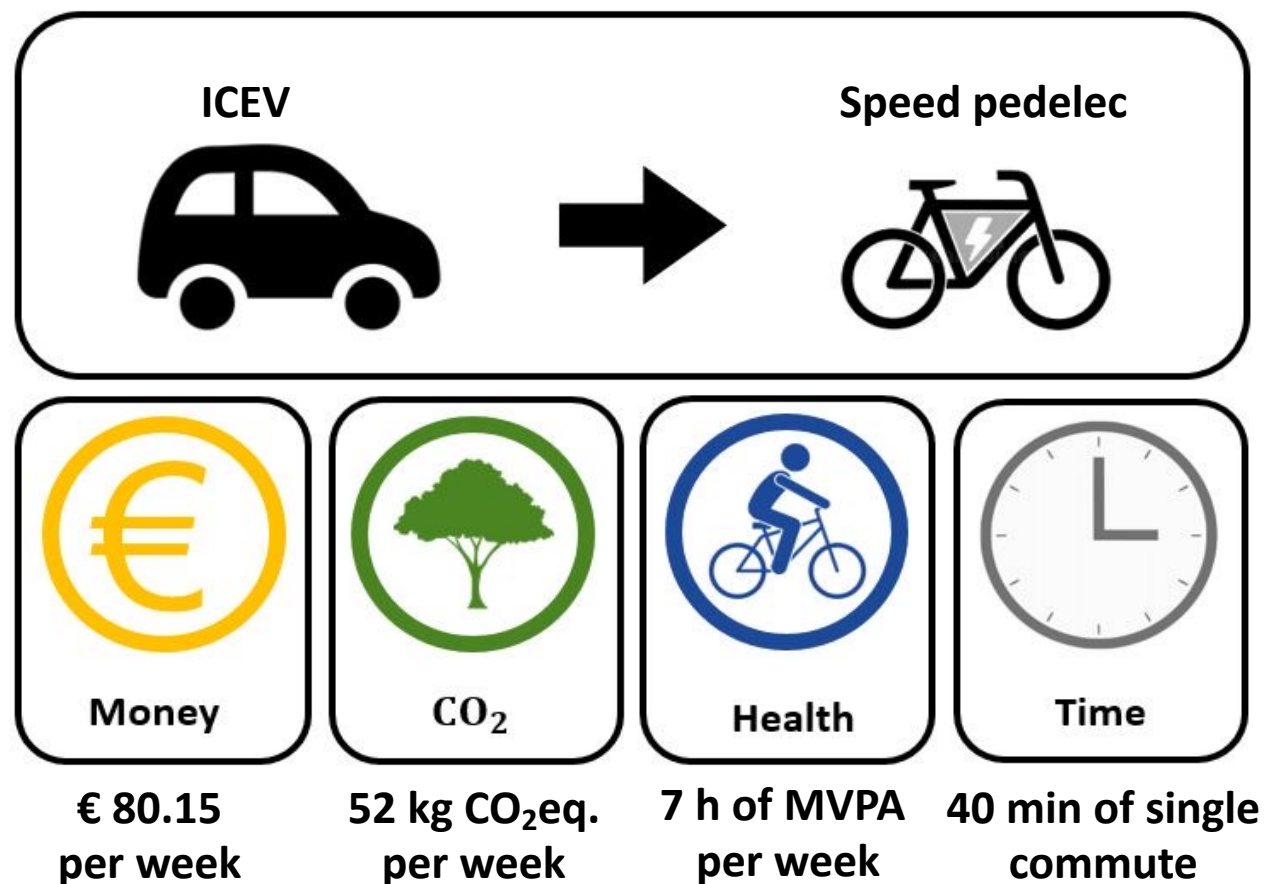 ICEV
Speed pedelec
€
Money
CO₂
Health
Time
€ 80.15
per week
52 kg CO₂eq.
per week
7 h of MVPA
per week
40 min of single
commute